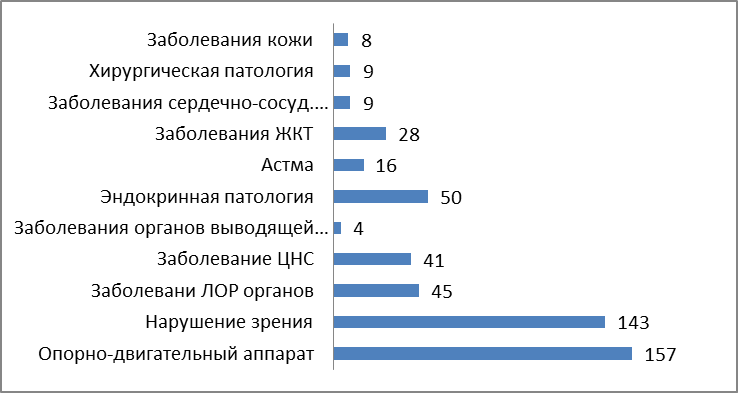 Заболевания кожи 8
Хирургическая патология 9
Заболевания сердечно-сосуд.... 9
Заболевания ЖКТ 28
Астма 16
Эндокринная патология 50
Заболевания органов выводящей... 4
Заболевание ЦНС 41
Заболевани ЛОР органов 45
Нарушение зрения 143
Опорно-двигательный аппарат 157